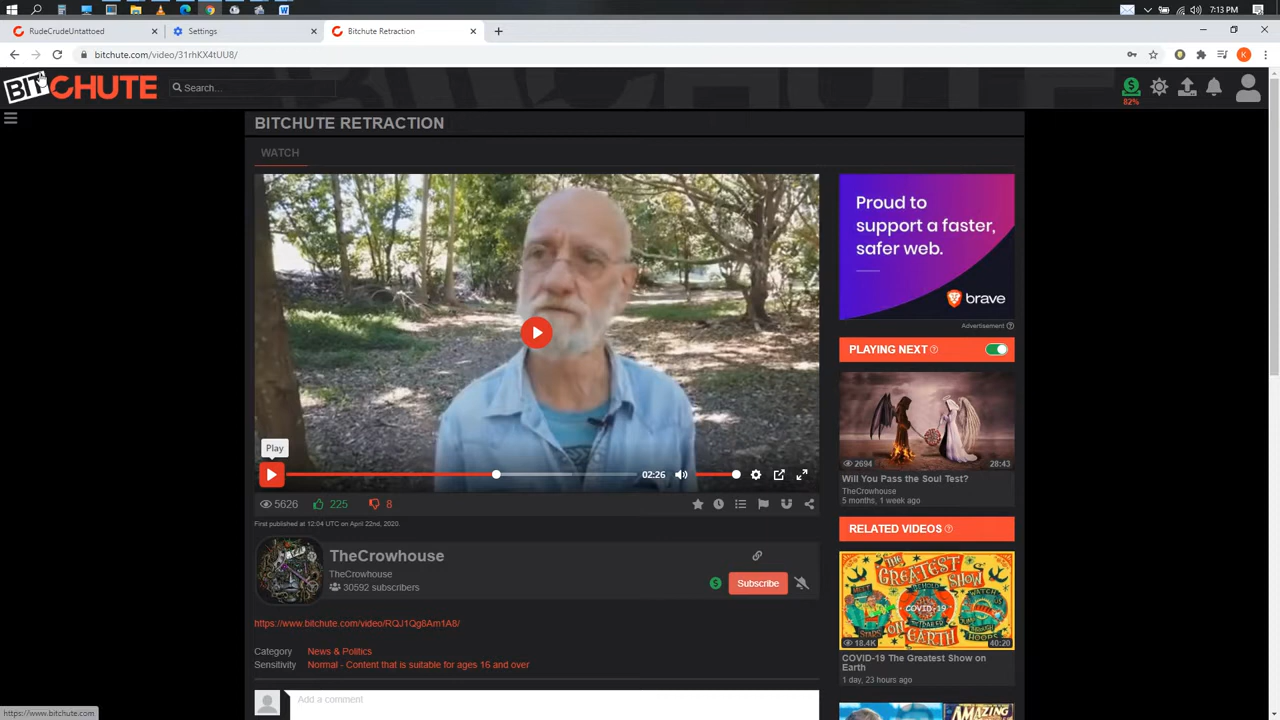 7:13 PM
RudeCrudeUntattoed
Settings
Bitchute Retraction
bitchute.com/video/31rhKX4tUU8/
K
BITCHUTE
Search...
82%
BITCHUTE RETRACTION
WATCH
Proud to
support a faster,
safer web.
brave
Advertisement
PLAYING NEXT
2694
28:43
Will You Pass the Soul Test?
TheCrowhouse
5 months, 1 week ago
Play
02:26
5626
225
8
First published at 12:04 UTC on April 22nd, 2020.
RELATED VIDEOS
TheCrowhouse
TheCrowhouse
30592 subscribers
Subscribe
THE GREATEST
SHOW
MEET
BEHOLD
WATCH
COVID-19
ON EARTH
18.4K
40:20
COVID-19 The Greatest Show on
Earth
1 day, 23 hours ago
https://www.bitchute.com/video/RQJ1Qg8Am1A8/
Category
News & Politics
Sensitivity
Normal - Content that is suitable for ages 16 and over
Add a comment
AMAZING
https://www.bitchute.com